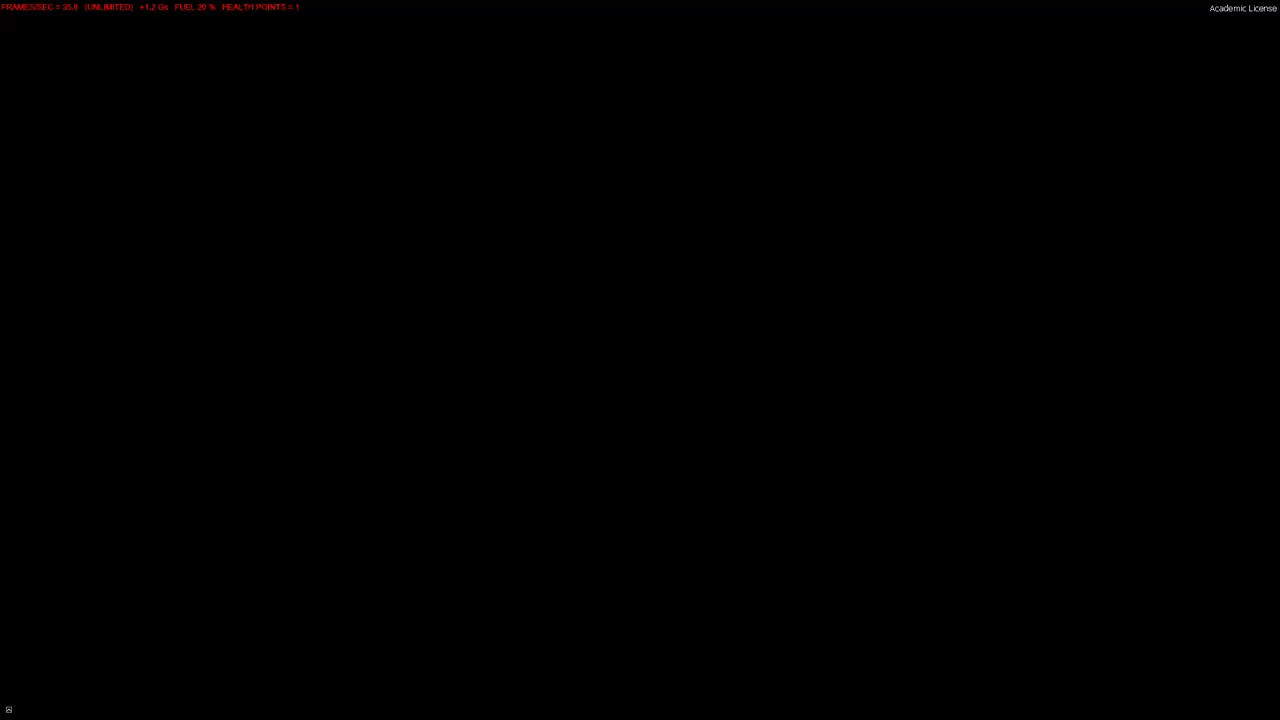 FRAMES/SEC = 35.8 (UNLIMITED) +1.2 Gs FUEL 20 % HEALTH POINTS = 1
Academic License